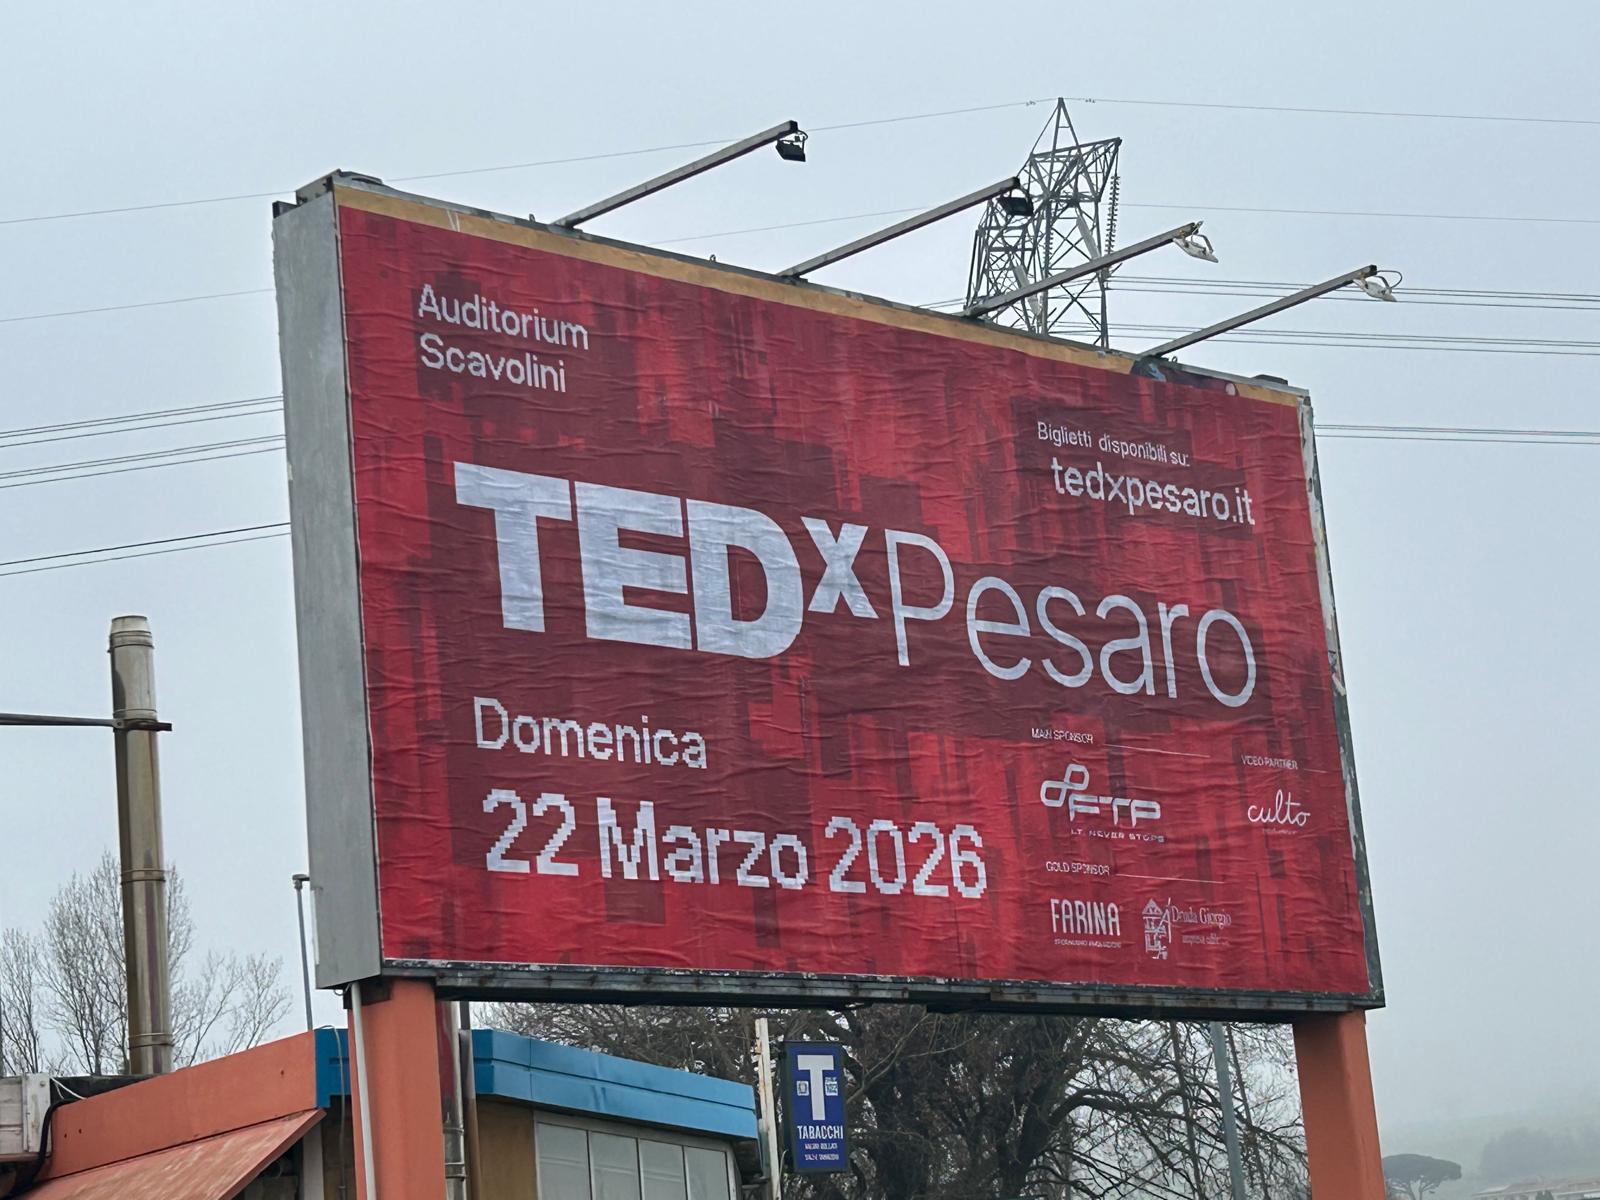 Auditorium
Scavolini
Biglietti disponibili su:
tedxpesaro.it
TEDxPesaro
Domenica
22 Marzo 2026
MAIN SPONSOR
VIDEO PARTNER
FTP
IT NEVER STOPS
culto
GOLD SPONSOR
FARINA
Giorgio
T
TABACCHI